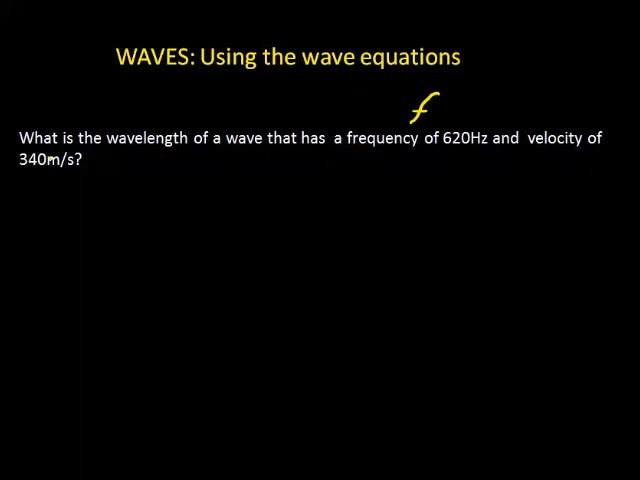 WAVES: Using the wave equations
f
What is the wavelength of a wave that has a frequency of 620Hz and velocity of
340m/s?